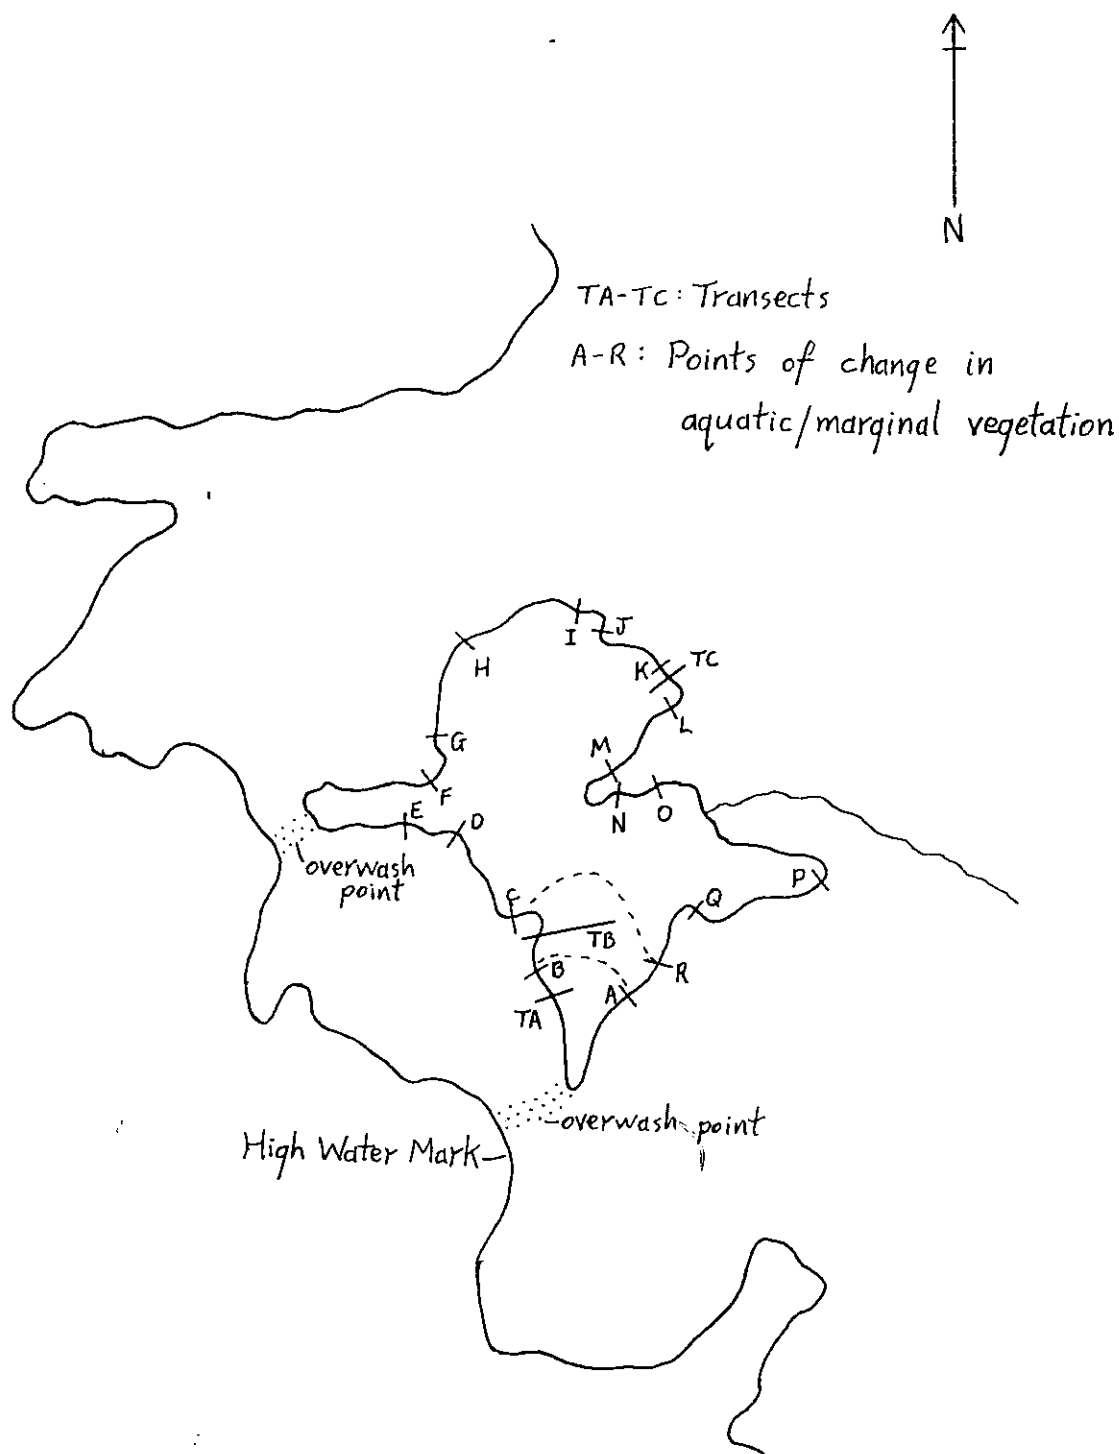 N
TA-TC: Transects
A-R: Points of change in
aquatic/marginal vegetation
I
J
H
K
TC
L
G
M
F
E
D
N
O
overwash
point
P
C
Q
TB
B
R
A
TA
overwash point
High Water Mark